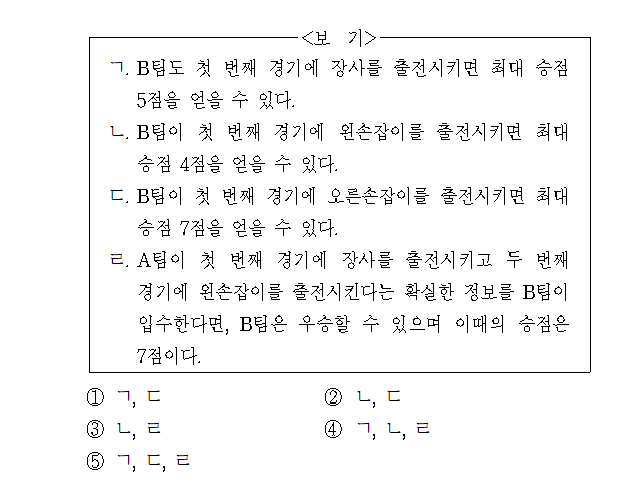 <보 기>
ㄱ. B팀도 첫 번째 경기에 장사를 출전시키면 최대 승점
5점을 얻을 수 있다.
ㄴ. B팀이 첫 번째 경기에 왼손잡이를 출전시키면 최대
승점 4점을 얻을 수 있다.
ㄷ. B팀이 첫 번째 경기에 오른손잡이를 출전시키면 최대
승점 7점을 얻을 수 있다.
ㄹ. A팀이 첫 번째 경기에 장사를 출전시키고 두 번째
경기에 왼손잡이를 출전시킨다는 확실한 정보를 B팀이
입수한다면, B팀은 우승할 수 있으며 이때의 승점은
7점이다.
① ㄱ, ㄷ ② ㄴ, ㄷ
③ ㄴ, ㄹ ④ ㄱ, ㄴ, ㄹ
⑤ ㄱ, ㄷ, ㄹ